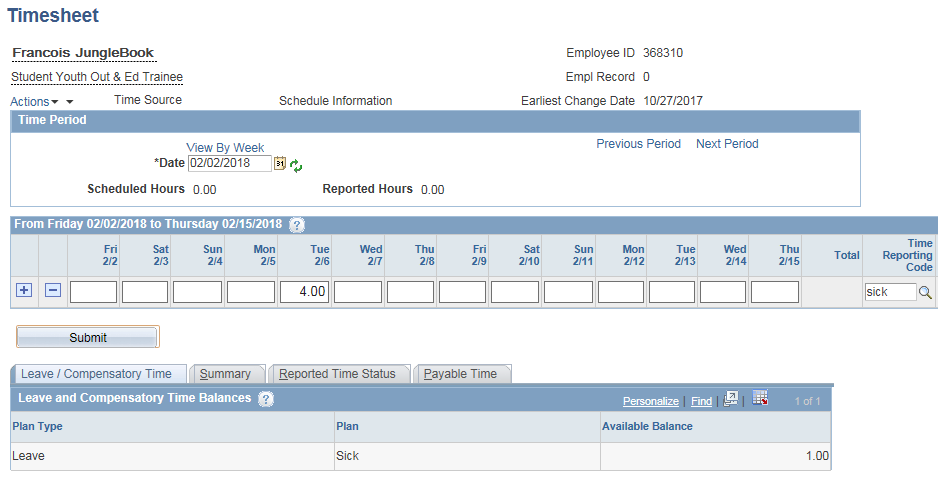 Timesheet
Francois JungleBook Employee ID 368310
Student Youth Out & Ed Trainee Empl Record 0
Actions Time Source Schedule Information Earliest Change Date 10/27/2017
Time Period
View By Week Previous Period Next Period
*Date 02/02/2018 31
Scheduled Hours 0.00 Reported Hours 0.00
From Friday 02/02/2018 to Thursday 02/15/2018 ?
Fri 2/2 Sat 2/3 Sun 2/4 Mon 2/5 Tue 2/6 Wed 2/7 Thu 2/8 Fri 2/9 Sat 2/10 Sun 2/11 Mon 2/12 Tue 2/13 Wed 2/14 Thu 2/15 Total Time Reporting Code
4.00 sick
Submit
Leave / Compensatory Time Summary Reported Time Status Payable Time
Leave and Compensatory Time Balances ? Personalize | Find | | 1 of 1
Plan Type Plan Available Balance
Leave Sick 1.00